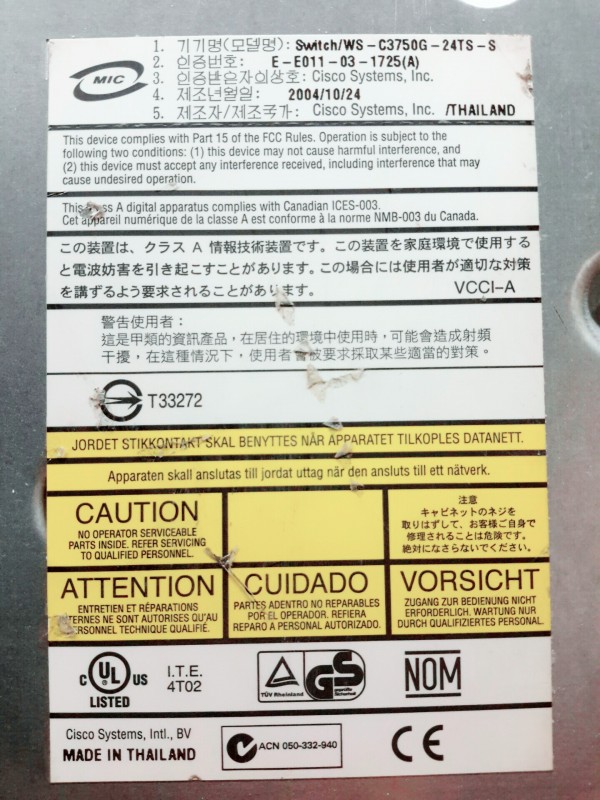 MIC
1. 기기명(모델명): Switch/WS-C3750G-24TS-S
2. 인증번호: E-E011-03-1725(A)
3. 인증받은자의상호: Cisco Systems, Inc.
4. 제조년월일: 2004/10/24
5. 제조자/제조국가: Cisco Systems, Inc. /THAILAND
This device complies with Part 15 of the FCC Rules. Operation is subject to the
following two conditions: (1) this device may not cause harmful interference, and
(2) this device must accept any interference received, including interference that may
cause undesired operation.
This Class A digital apparatus complies with Canadian ICES-003.
Cet appareil numérique de la classe A est conforme à la norme NMB-003 du Canada.
この装置は、クラス A 情報技術装置です。この装置を家庭環境で使用する
と電波妨害を引き起こすことがあります。この場合には使用者が適切な対策
を講ずるよう要求されることがあります。 VCCI-A
警告使用者：
這是甲類的資訊產品，在居住的環境中使用時，可能會造成射頻
干擾，在這種情況下，使用者會被要求採取某些適當的對策。
T33272
JORDET STIKKONTAKT SKAL BENYTTES NÅR APPARATET TILKOPLES DATANETT.
Apparaten skall anslutas till jordat uttag när den ansluts till ett nätverk.
CAUTION
NO OPERATOR SERVICEABLE
PARTS INSIDE. REFER SERVICING
TO QUALIFIED PERSONNEL.
注意
キャビネットのネジを
取りはずして、お客様ご自身で
修理されることは危険です。
絶対になさらないでください。
ATTENTION
ENTRETIEN ET RÉPARATIONS
INTERNES NE SONT AUTORISES QU'AU
PERSONNEL TECHNIQUE QUALIFIÉ.
CUIDADO
PARTES ADENTRO NO REPARABLES
POR EL OPERADOR. REFIERA
REPARO A PERSONAL AUTORIZADO.
VORSICHT
ZUGANG ZUR BEDIENUNG NICHT
ERFORDERLICH. WARTUNG NUR
DURCH QUALIFIZIERTES PERSONAL.
C UL US
LISTED
I.T.E.
4T02
TÜV Rheinland
GS
geprüfte
Sicherheit
NOM
Cisco Systems, Intl., BV
MADE IN THAILAND
ACN 050-332-940
CE